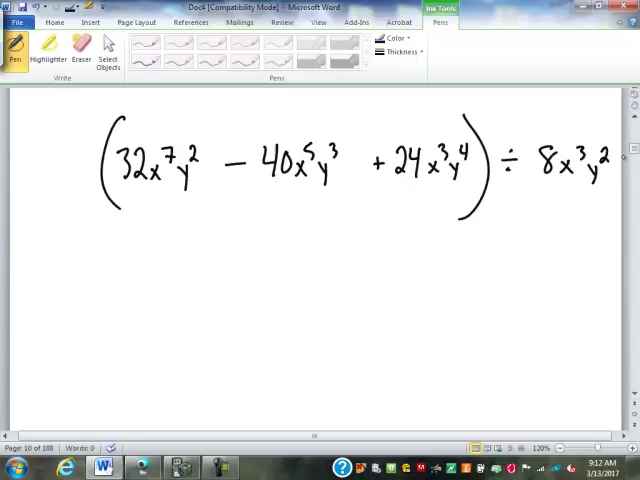 Doc4 [Compatibility Mode] - Microsoft Word
Ink Tools
File Home Insert Page Layout References Mailings Review View Add-Ins Acrobat Pens
Pen Highlighter Eraser Select Objects
Color
Thickness
Write Pens
(32x⁷y² − 40x⁵y³ + 24x³y⁴) ÷ 8x³y²
Page: 10 of 108 Words: 0 120%
9:12 AM
3/13/2017